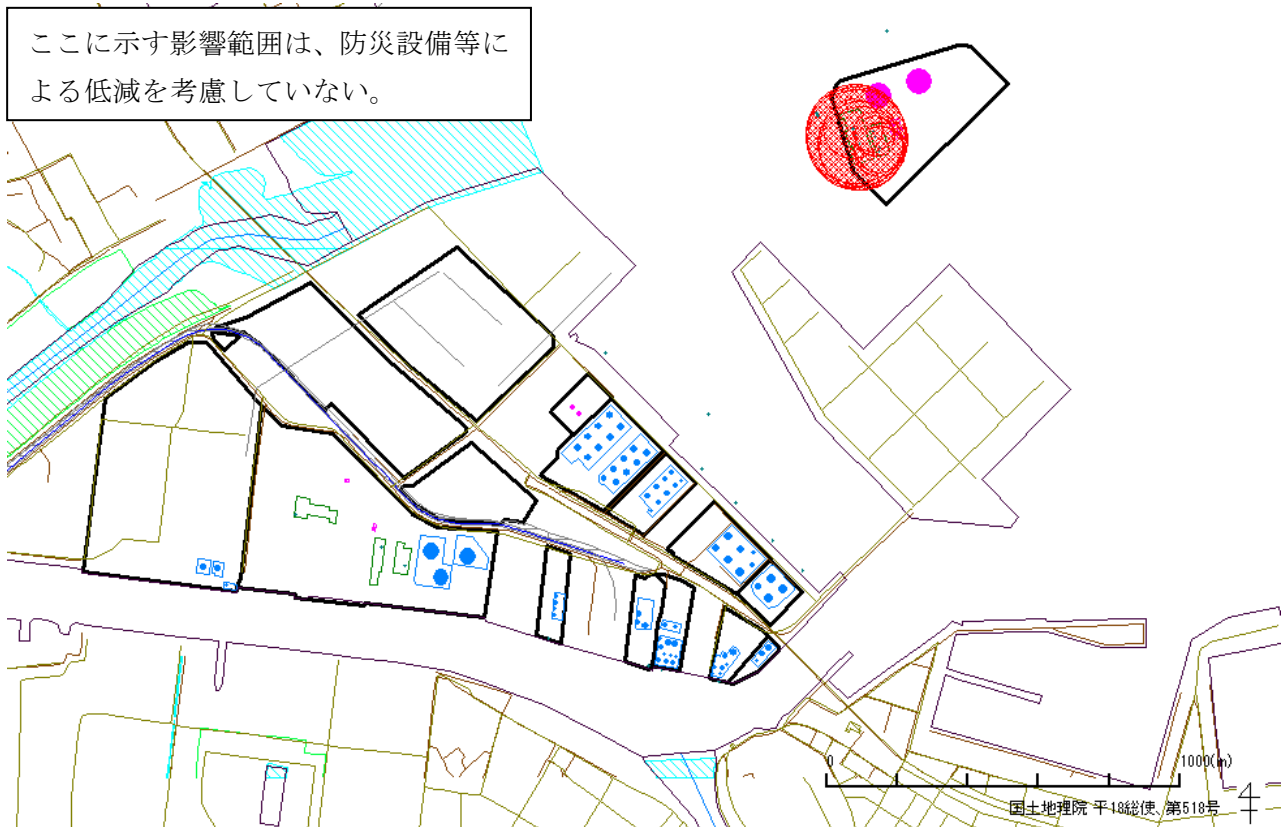 ここに示す影響範囲は、防災設備等に
よる低減を考慮していない。
0
1000(m)
国土地理院 平18総使、第518号